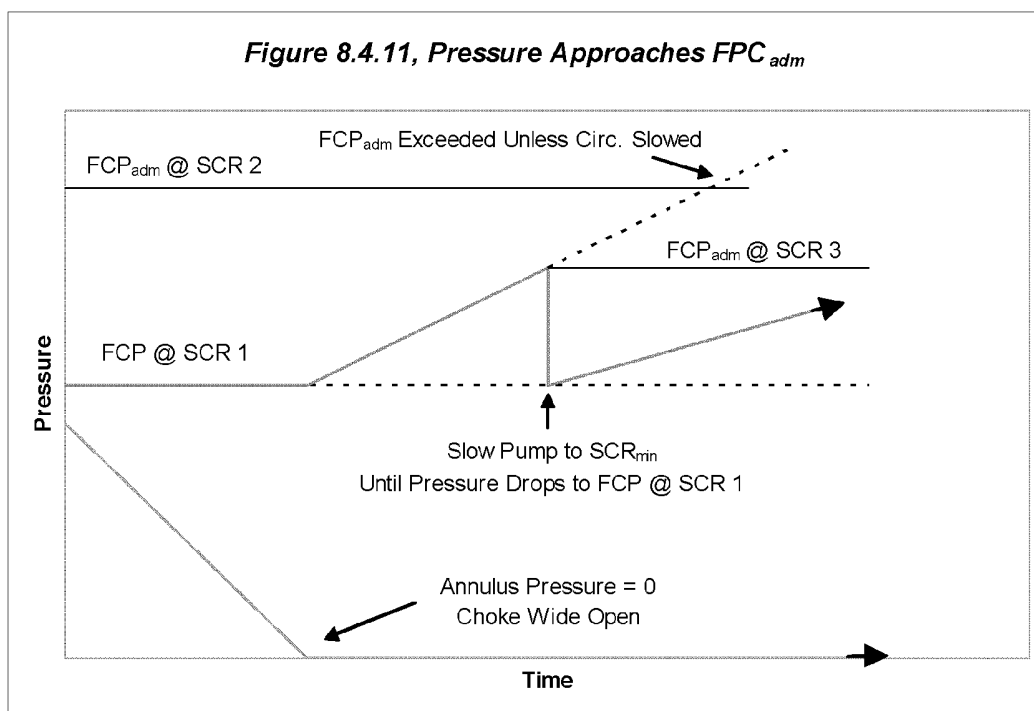 Figure 8.4.11, Pressure Approaches FPC adm
FCPadm Exceeded Unless Circ. Slowed
FCPadm @ SCR 2
FCPadm @ SCR 3
FCP @ SCR 1
Pressure
Slow Pump to SCRmin
Until Pressure Drops to FCP @ SCR 1
Annulus Pressure = 0
Choke Wide Open
Time